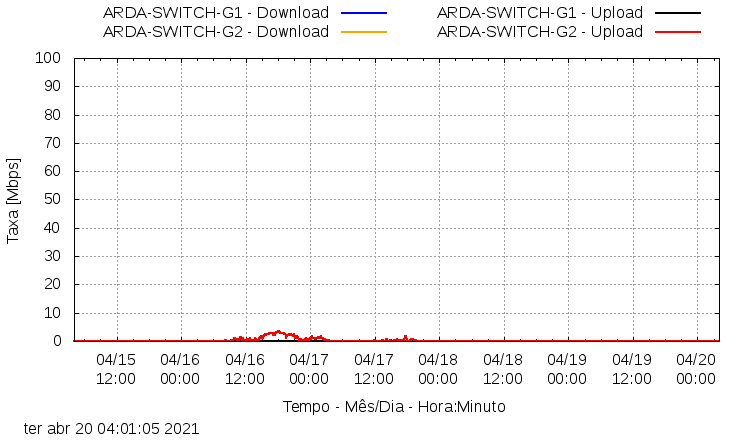 ARDA-SWITCH-G1 - Download ARDA-SWITCH-G1 - Upload
ARDA-SWITCH-G2 - Download ARDA-SWITCH-G2 - Upload
100
90
80
70
60
50
40
30
20
10
0
Taxa [Mbps]
04/15 04/16 04/16 04/17 04/17 04/18 04/18 04/19 04/19 04/20
12:00 00:00 12:00 00:00 12:00 00:00 12:00 00:00 12:00 00:00
Tempo - Mês/Dia - Hora:Minuto
ter abr 20 04:01:05 2021